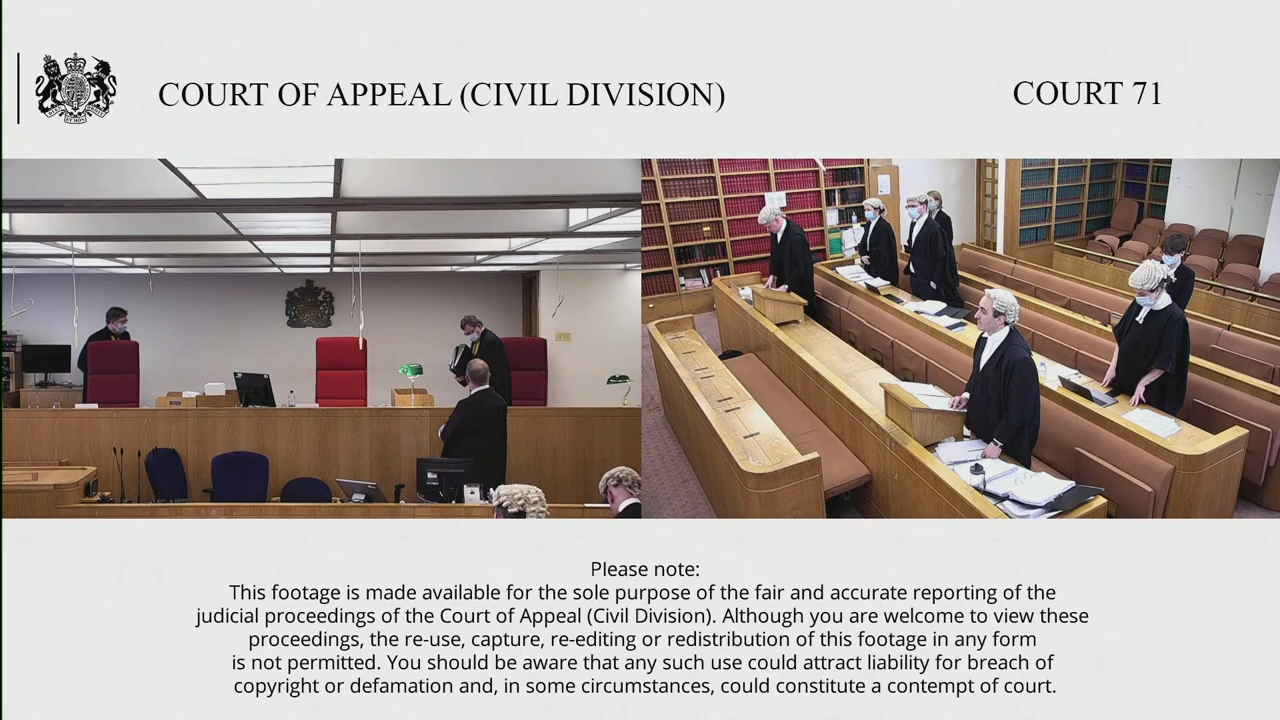 COURT OF APPEAL (CIVIL DIVISION)
COURT 71
Please note:
This footage is made available for the sole purpose of the fair and accurate reporting of the
judicial proceedings of the Court of Appeal (Civil Division). Although you are welcome to view these
proceedings, the re-use, capture, re-editing or redistribution of this footage in any form
is not permitted. You should be aware that any such use could attract liability for breach of
copyright or defamation and, in some circumstances, could constitute a contempt of court.